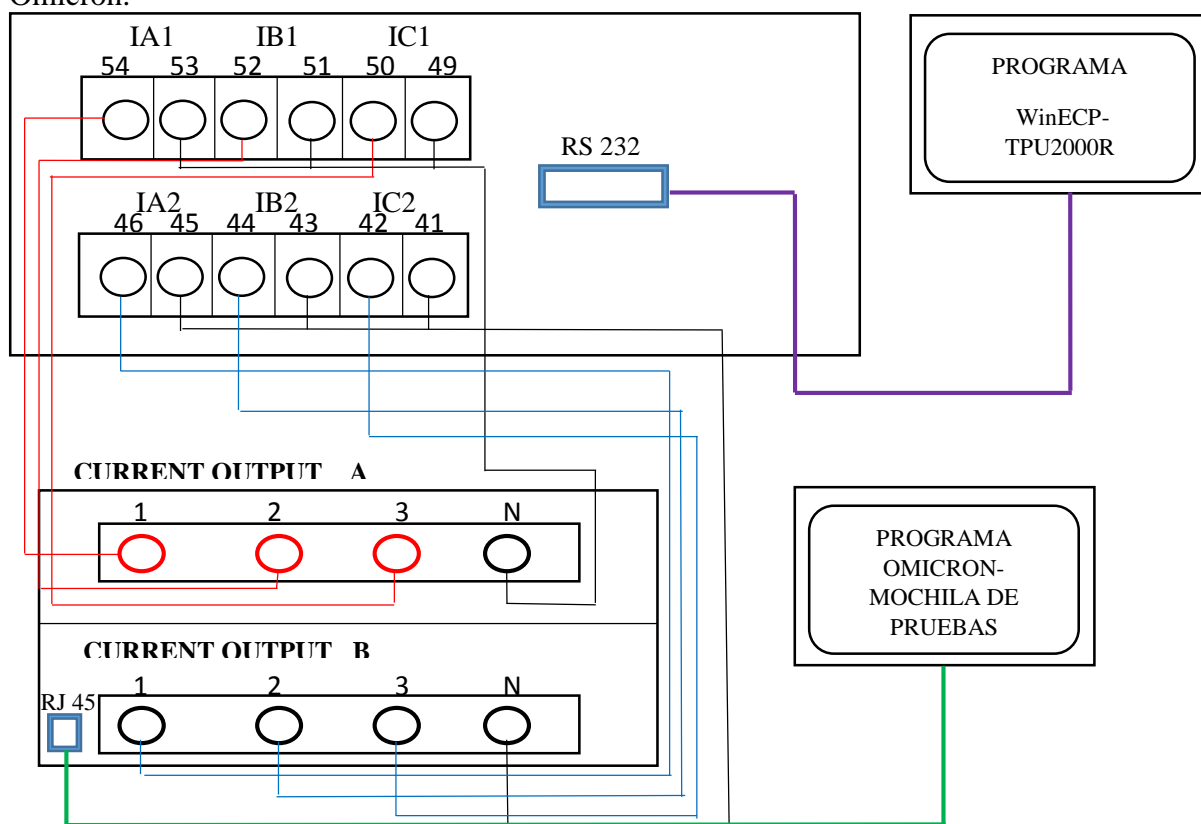 Omicron.
IA1 IB1 IC1
54 53 52 51 50 49
RS 232
IA2 IB2 IC2
46 45 44 43 42 41
PROGRAMA
WinECP-
TPU2000R
CURRENT OUTPUT A
1 2 3 N
CURRENT OUTPUT B
RJ 45
1 2 3 N
PROGRAMA
OMICRON-
MOCHILA DE
PRUEBAS